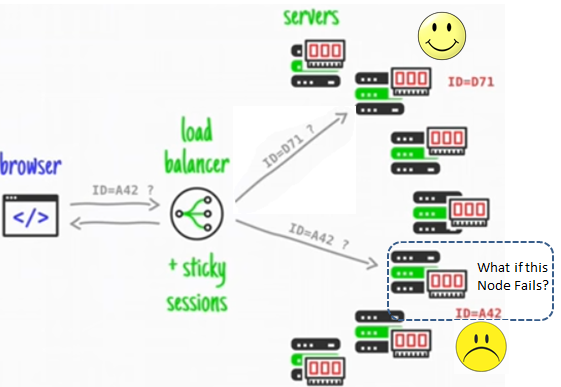 servers
ID=D71
load
balancer
ID=D71 ?
browser
ID=A42 ?
</>
ID=A42 ?
+ sticky
sessions
What if this
Node Fails?
ID=A42